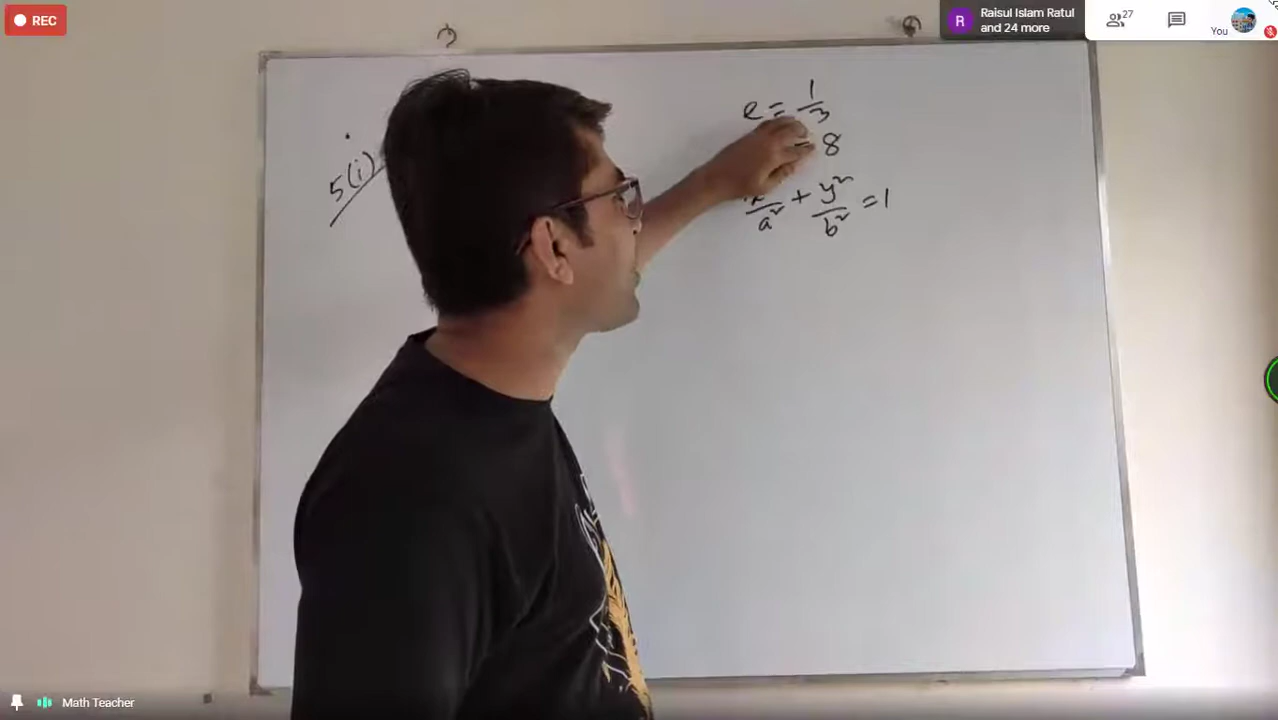 REC
Raisul Islam Ratul
and 24 more
27
You
5(i)
e = 1/3
= 8
/a² + y²/b² = 1
Math Teacher